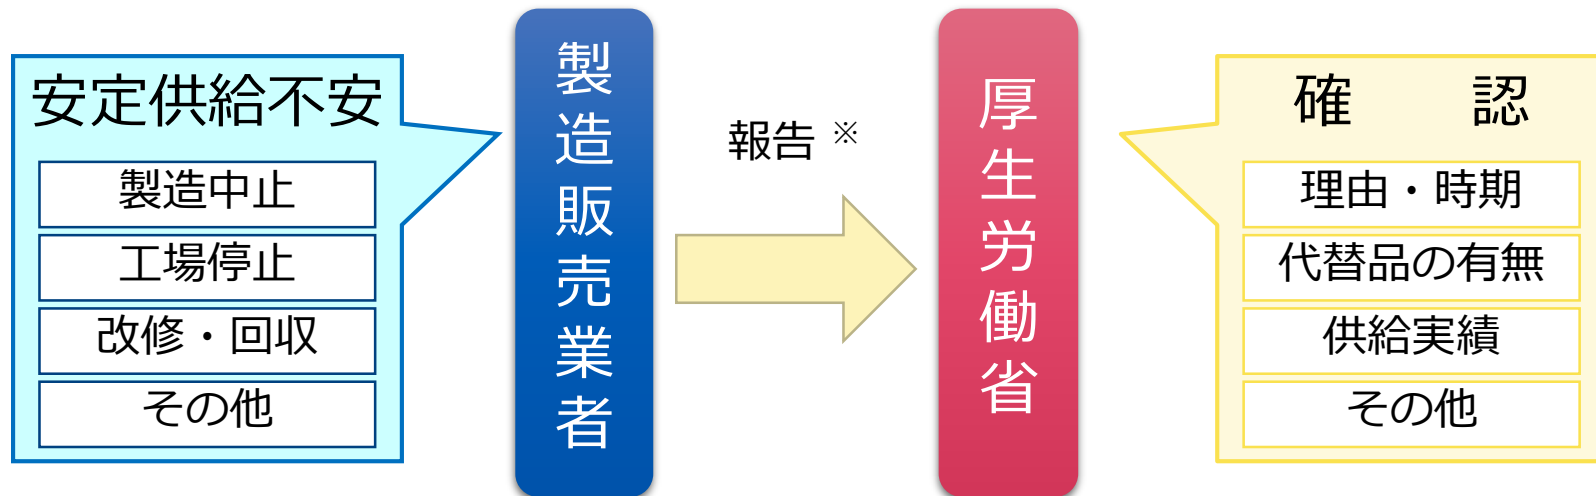 安定供給不安
製造中止
工場停止
改修・回収
その他
製造販売業者
報告 ※
厚生労働省
確　認
理由・時期
代替品の有無
供給実績
その他